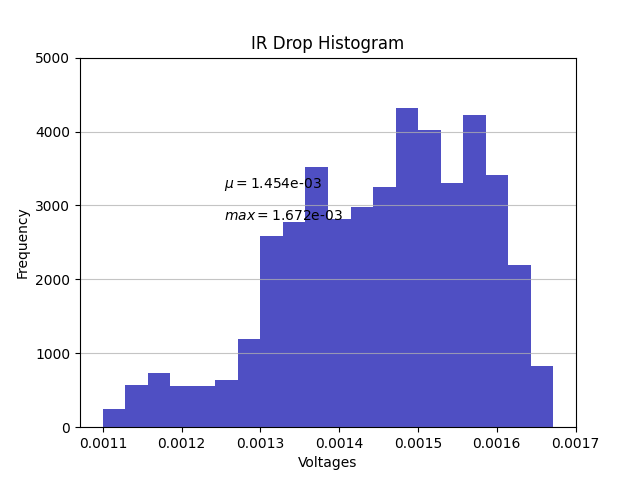 IR Drop Histogram
5000
4000
3000
2000
1000
0
Frequency
μ = 1.454e-03
max = 1.672e-03
0.0011 0.0012 0.0013 0.0014 0.0015 0.0016 0.0017
Voltages